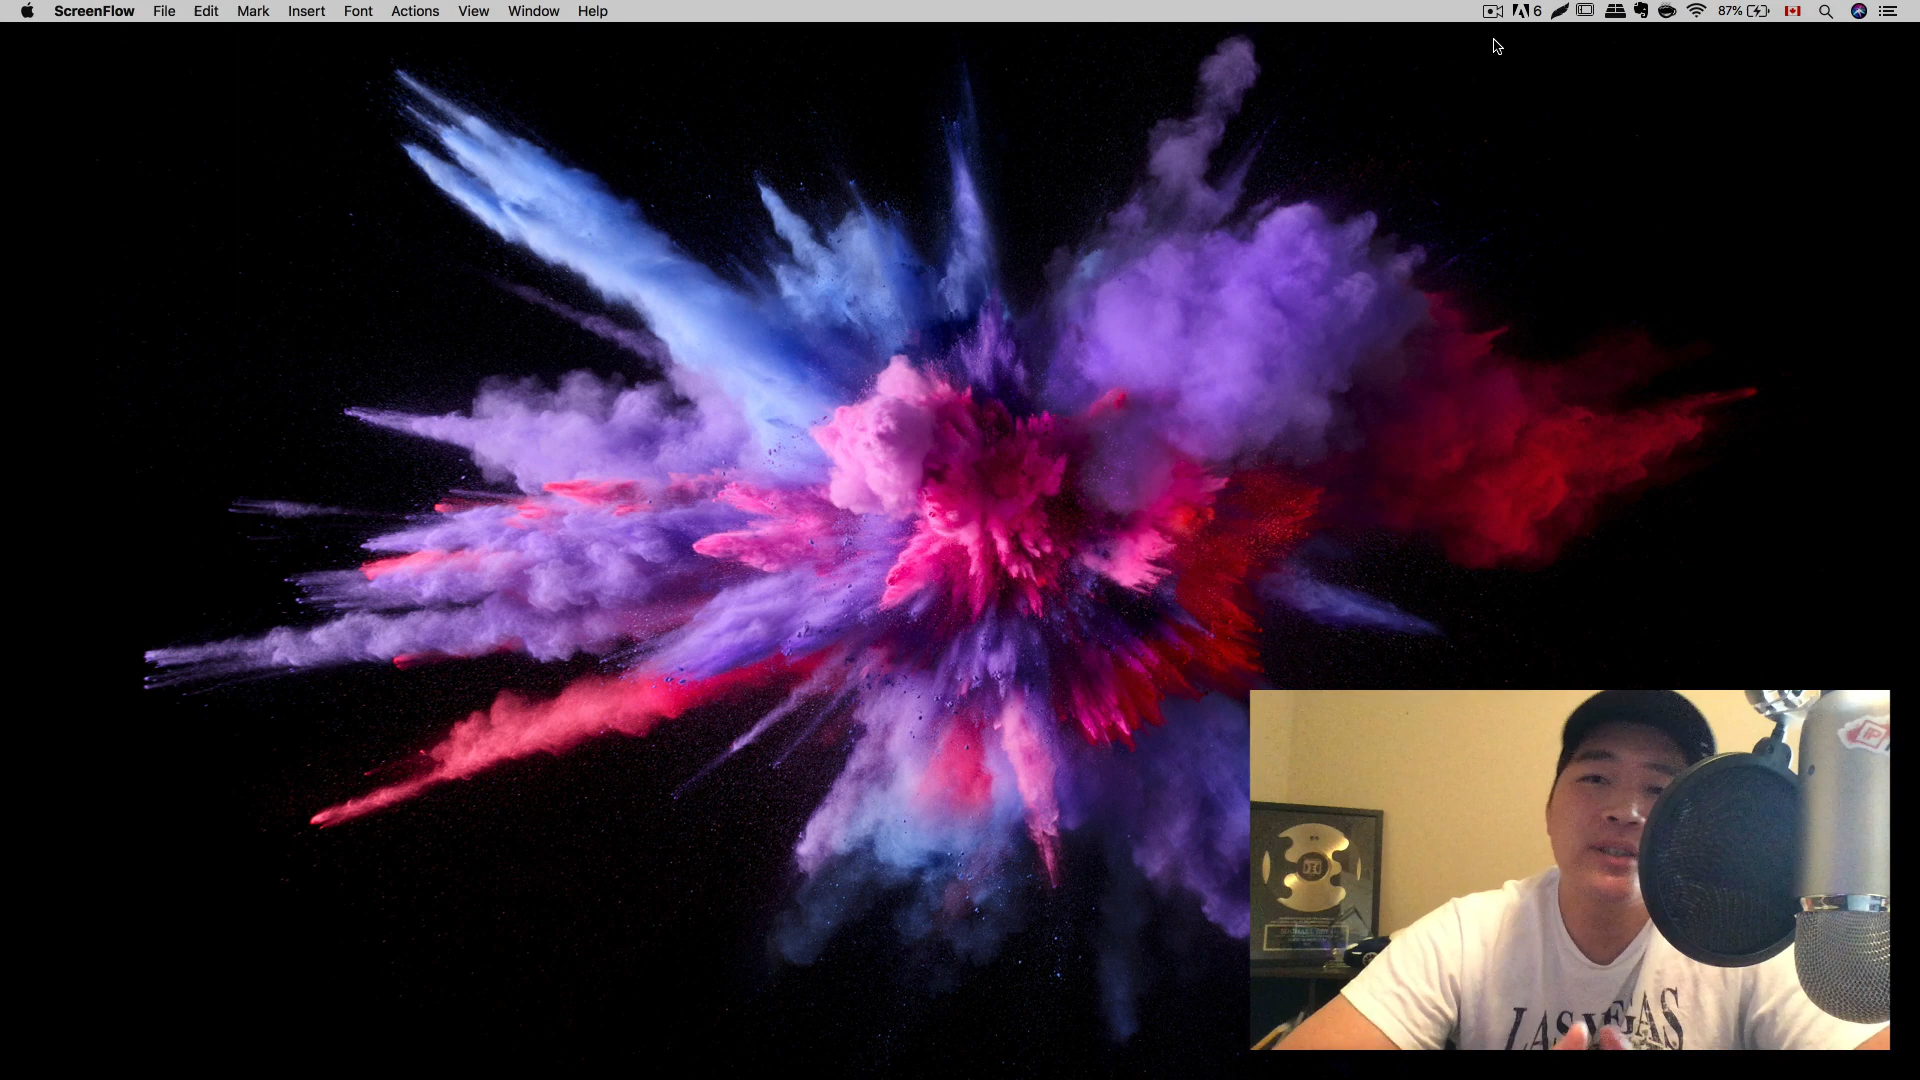 ScreenFlow File Edit Mark Insert Font Actions View Window Help 6 87%
LAS VEGAS